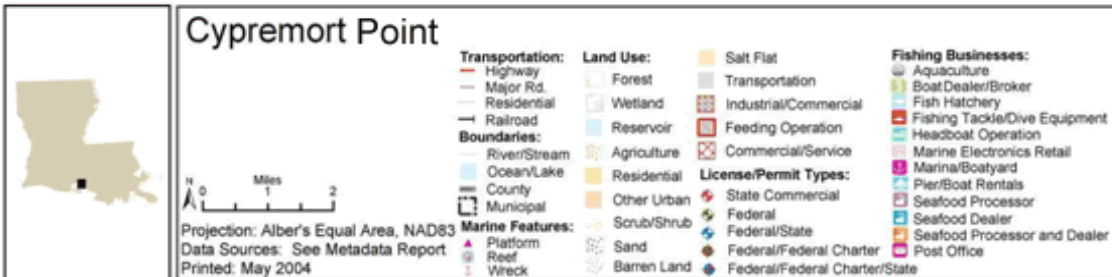 Cypremort Point
N
Miles
0 1 2
Projection: Alber's Equal Area, NAD83
Data Sources: See Metadata Report
Printed: May 2004
Transportation:
Highway
Major Rd.
Residential
Railroad
Boundaries:
River/Stream
Ocean/Lake
County
Municipal
Marine Features:
Platform
Reef
Wreck
Land Use:
Forest
Wetland
Reservoir
Agriculture
Residential
Other Urban
Scrub/Shrub
Sand
Barren Land
Salt Flat
Transportation
Industrial/Commercial
Feeding Operation
Commercial/Service
License/Permit Types:
State Commercial
Federal
Federal/State
Federal/Federal Charter
Federal/Federal Charter/State
Fishing Businesses:
Aquaculture
Boat Dealer/Broker
Fish Hatchery
Fishing Tackle/Dive Equipment
Headboat Operation
Marine Electronics Retail
Marina/Boatyard
Pier/Boat Rentals
Seafood Processor
Seafood Dealer
Seafood Processor and Dealer
Post Office